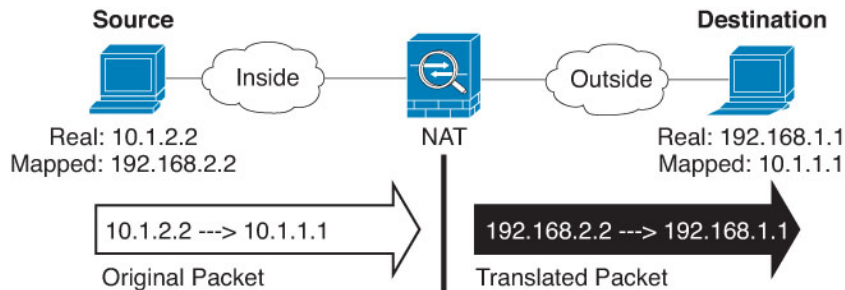 Source
Destination
Inside
Outside
Real: 10.1.2.2
Mapped: 192.168.2.2
NAT
Real: 192.168.1.1
Mapped: 10.1.1.1
10.1.2.2 ---> 10.1.1.1
192.168.2.2 ---> 192.168.1.1
Original Packet
Translated Packet